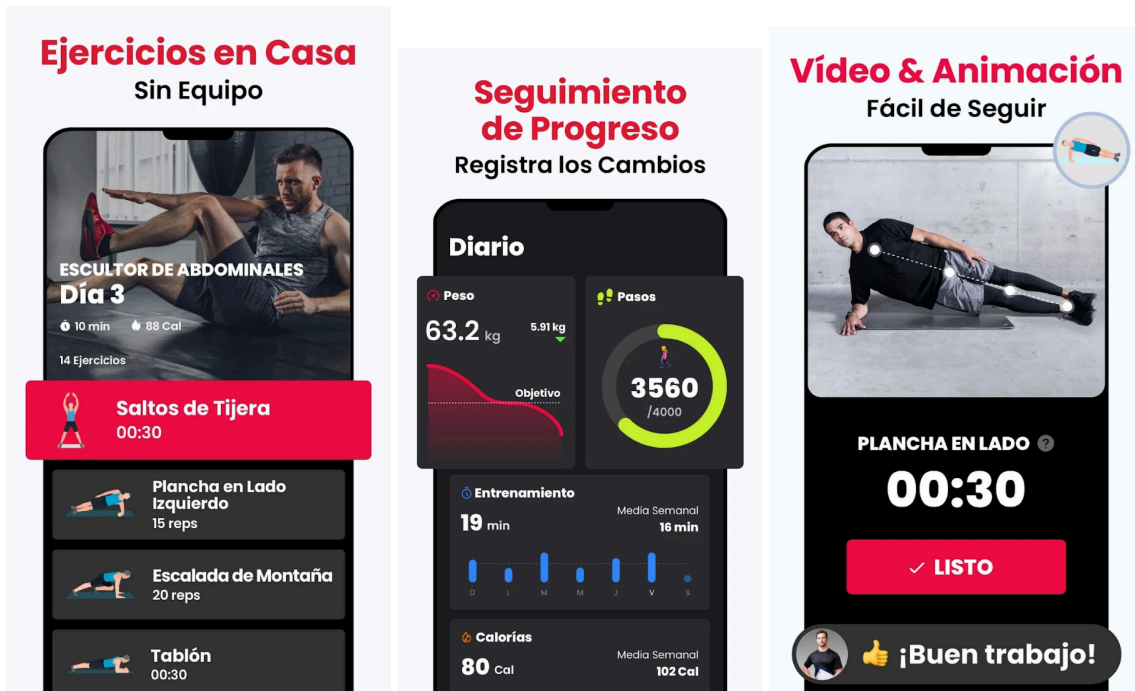 Ejercicios en Casa
Sin Equipo
ESCULTOR DE ABDOMINALES
Día 3
10 min 88 Cal
14 Ejercicios
Saltos de Tijera
00:30
Plancha en Lado
Izquierdo
15 reps
Escalada de Montaña
20 reps
Tablón
00:30
Seguimiento
de Progreso
Registra los Cambios
Diario
Peso
63.2 kg
5.91 kg
Objetivo
Pasos
3560
/4000
Entrenamiento
Media Semanal
19 min
16 min
D L M M J V S
Calorías
Media Semanal
80 Cal
102 Cal
Vídeo & Animación
Fácil de Seguir
PLANCHA EN LADO ?
00:30
LISTO
¡Buen trabajo!